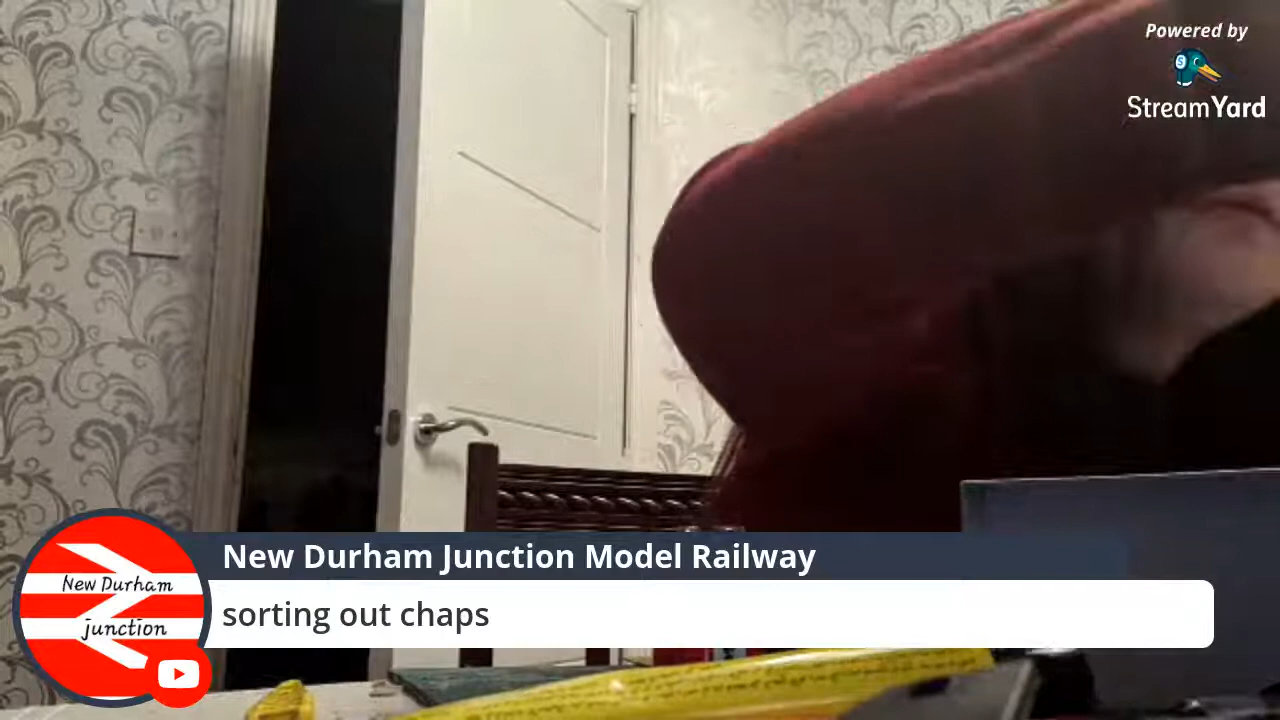 Powered by
StreamYard
New Durham Junction Model Railway
sorting out chaps
New Durham
junction